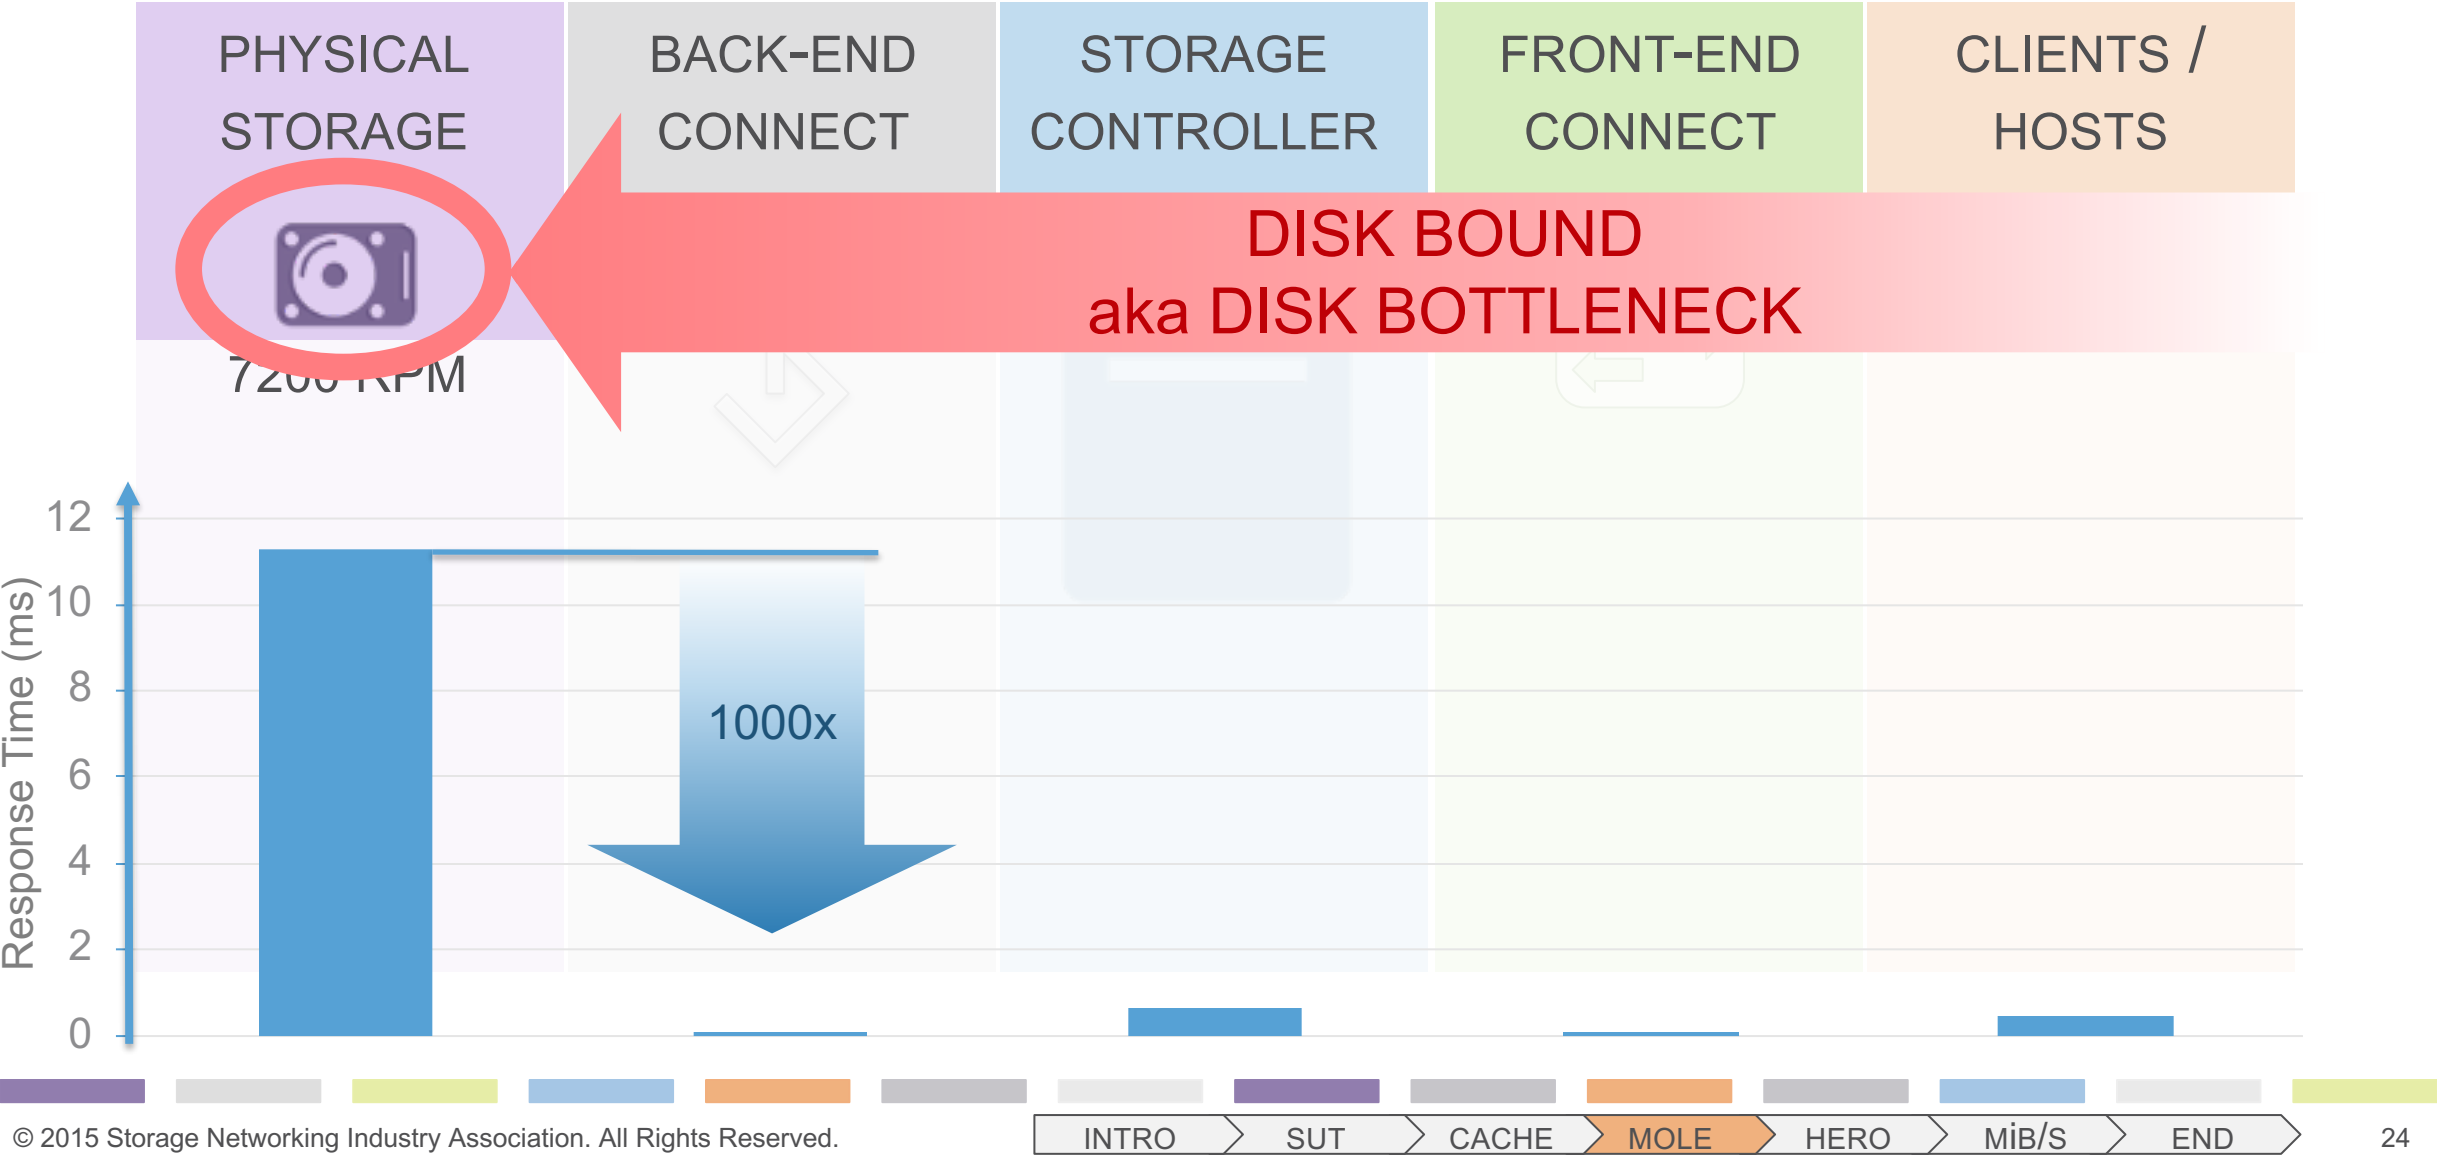 PHYSICAL
STORAGE
BACK-END
CONNECT
STORAGE
CONTROLLER
FRONT-END
CONNECT
CLIENTS /
HOSTS
DISK BOUND
aka DISK BOTTLENECK
7200 RPM
Response Time (ms)
12
10
8
6
4
2
0
1000x
© 2015 Storage Networking Industry Association. All Rights Reserved.
INTRO
SUT
CACHE
MOLE
HERO
MiB/S
END
24